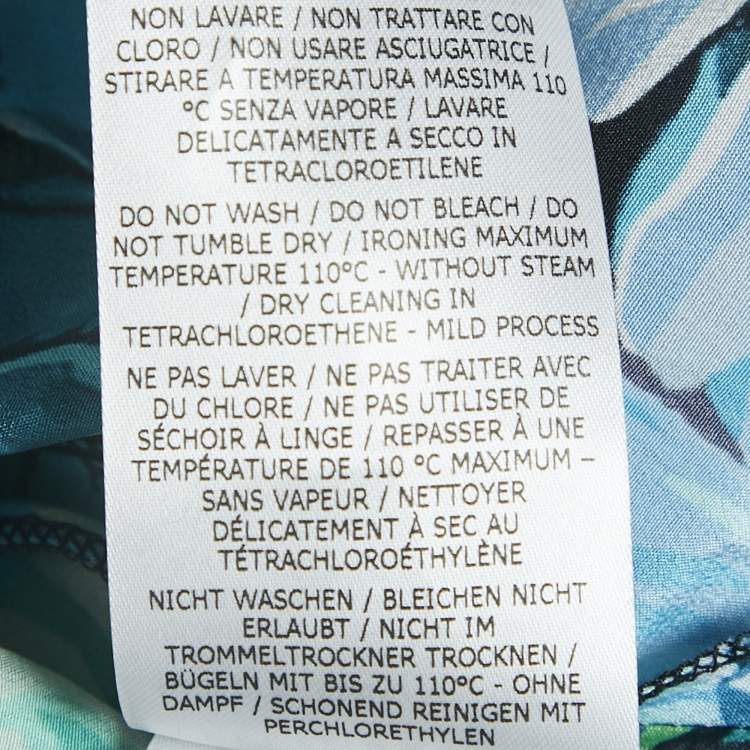 NON LAVARE / NON TRATTARE CON
CLORO / NON USARE ASCIUGATRICE /
STIRARE A TEMPERATURA MASSIMA 110
°C SENZA VAPORE / LAVARE
DELICATAMENTE A SECCO IN
TETRACLOROETILENE
DO NOT WASH / DO NOT BLEACH / DO
NOT TUMBLE DRY / IRONING MAXIMUM
TEMPERATURE 110°C - WITHOUT STEAM
/ DRY CLEANING IN
TETRACHLOROETHENE - MILD PROCESS
NE PAS LAVER / NE PAS TRAITER AVEC
DU CHLORE / NE PAS UTILISER DE
SÉCHOIR À LINGE / REPASSER À UNE
TEMPÉRATURE DE 110 °C MAXIMUM –
SANS VAPEUR / NETTOYER
DÉLICATEMENT À SEC AU
TÉTRACHLOROÉTHYLÈNE
NICHT WASCHEN / BLEICHEN NICHT
ERLAUBT / NICHT IM
TROMMELTROCKNER TROCKNEN /
BÜGELN MIT BIS ZU 110°C - OHNE
DAMPF / SCHONEND REINIGEN MIT
PERCHLORETHYLEN